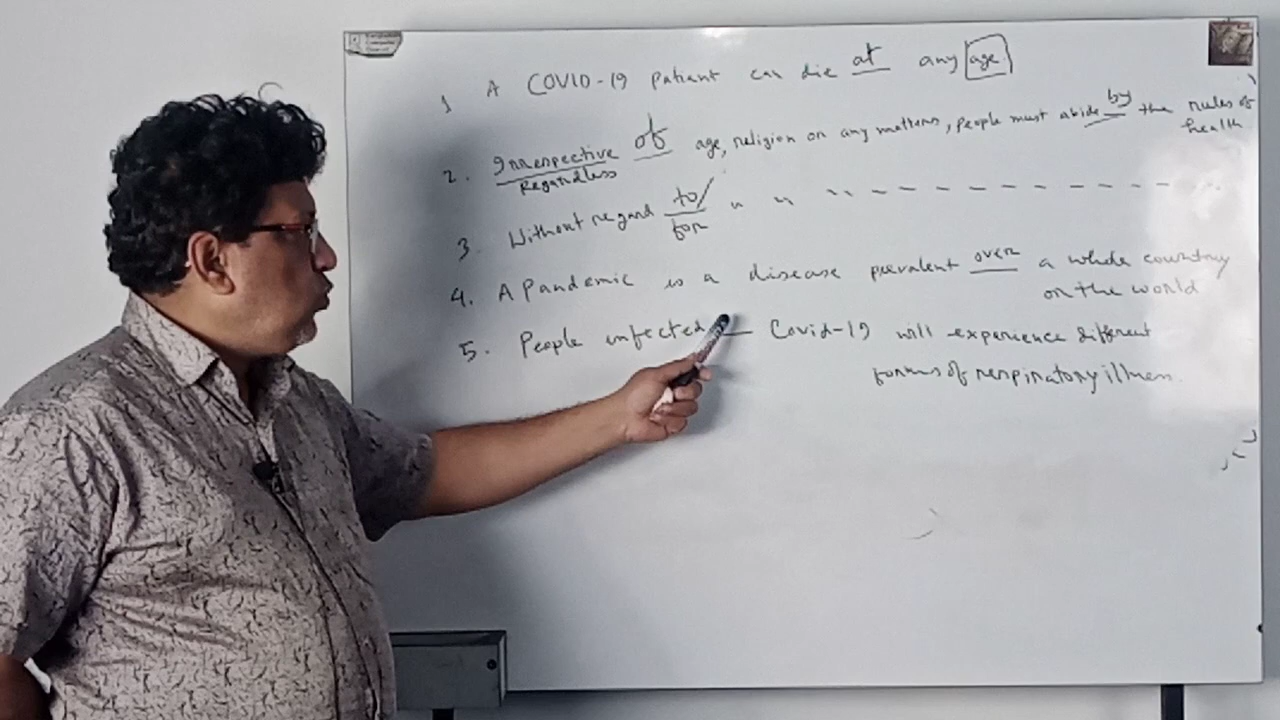 1 A COVID-19 patient can die at any age
2. Irrespective of age, religion or any matters, people must abide by the rules of
Regardless health
3. Without regard to/ " " " — — — — — — — — — —
for
4. A pandemic is a disease prevalent over a whole country
or the world
5. People infected — Covid-19 will experience different
forms of respiratory illness.